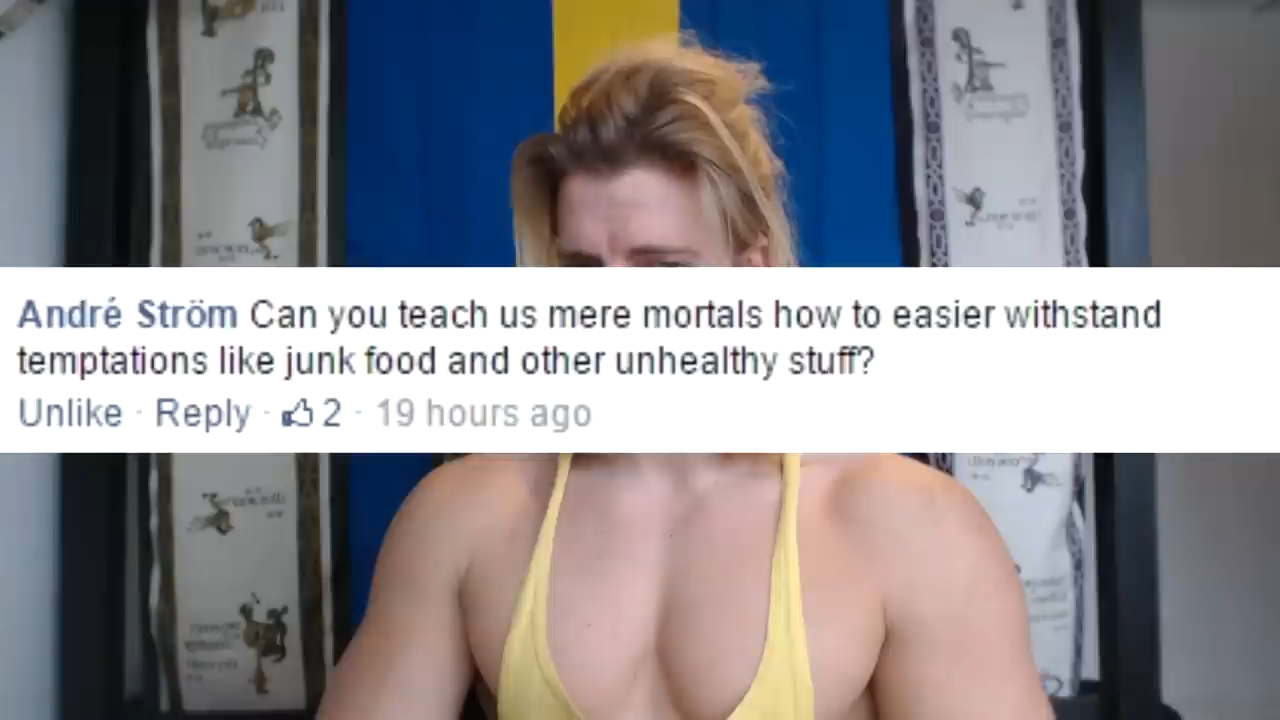 André Ström Can you teach us mere mortals how to easier withstand
temptations like junk food and other unhealthy stuff?
Unlike · Reply · 2 · 19 hours ago